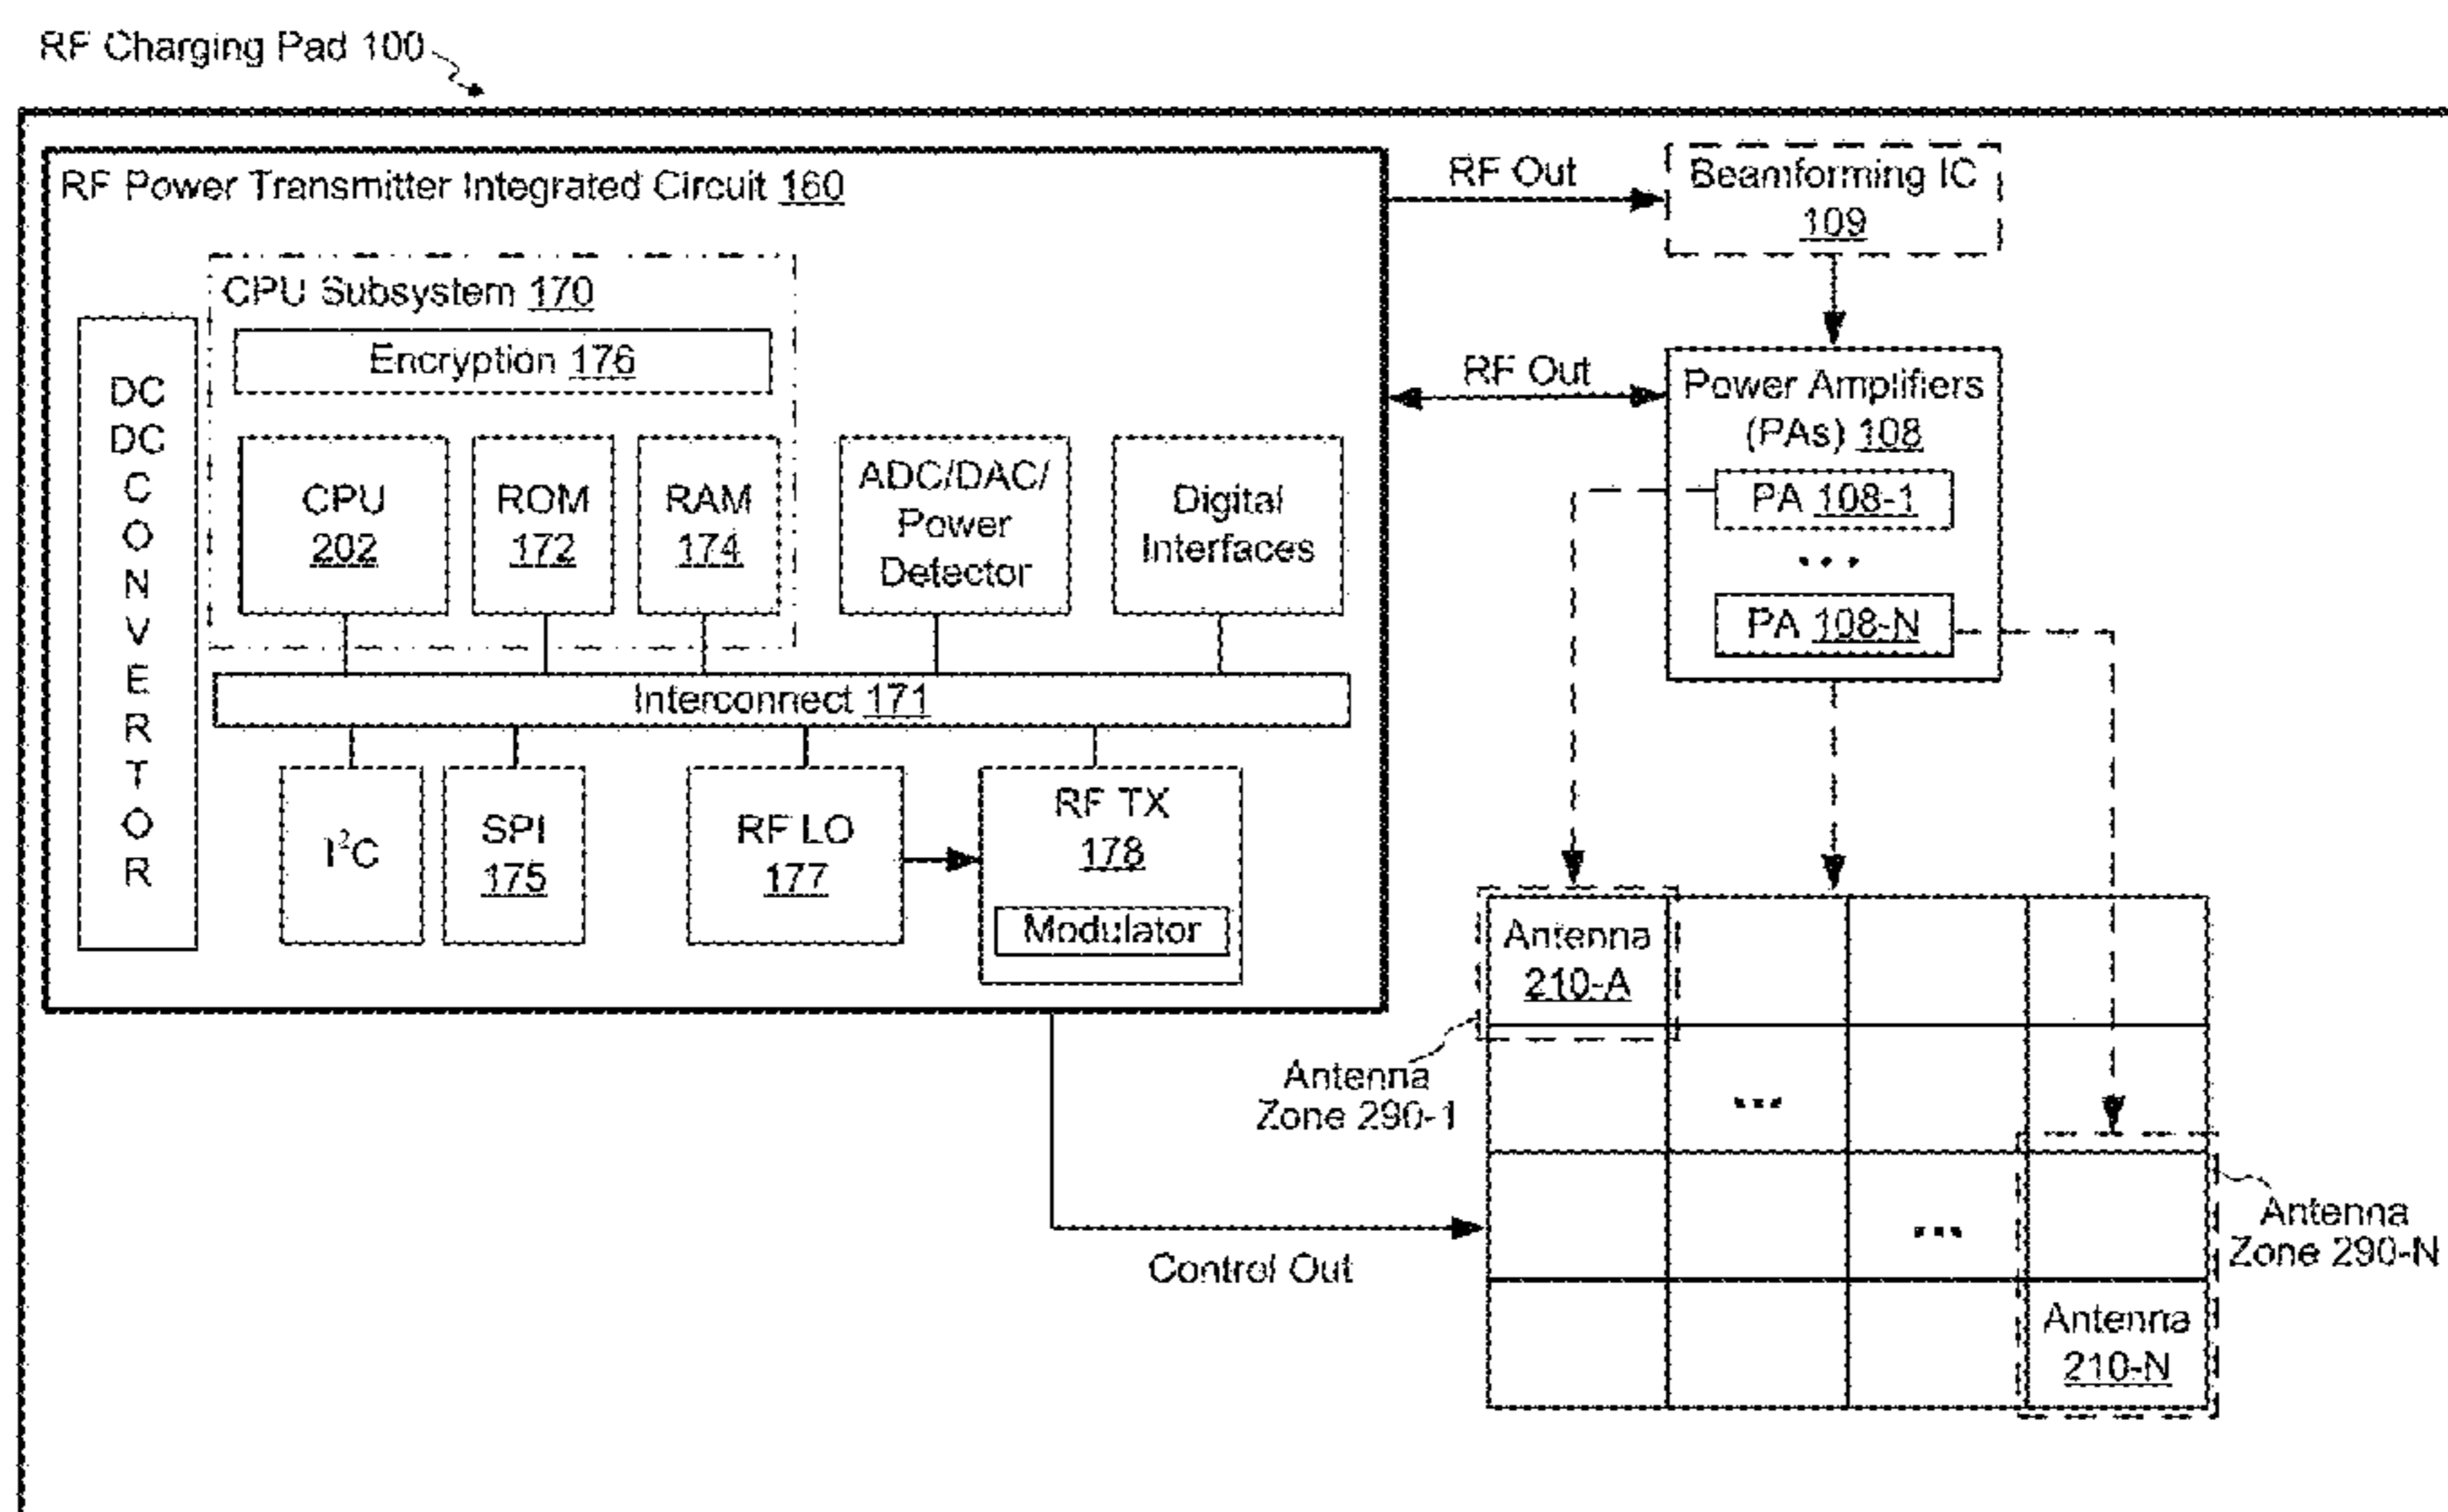 RF Charging Pad 100
RF Power Transmitter Integrated Circuit 160
CPU Subsystem 170
Encryption 176
DC
DC
C
O
N
V
E
R
T
O
R
CPU
202
ROM
172
RAM
174
ADC/DAC/
Power
Detector
Digital
Interfaces
Interconnect 171
I²C
SPI
175
RF LO
177
RF TX
178
Modulator
RF Out
Beamforming IC
109
RF Out
Power Amplifiers
(PAs) 108
PA 108-1
...
PA 108-N
Antenna
210-A
Antenna
Zone 290-1
...
...
Antenna
Zone 290-N
Control Out
Antenna
210-N